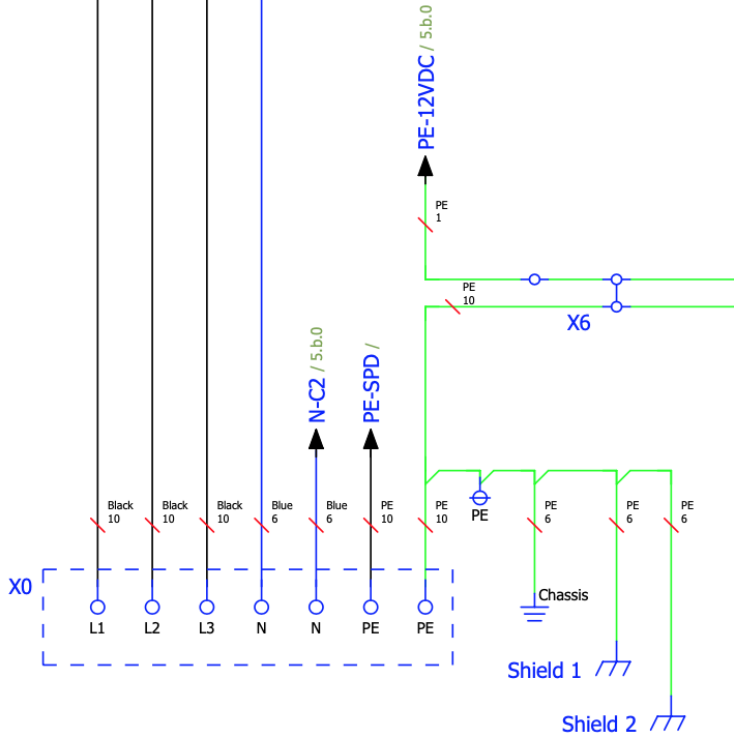 PE-12VDC / 5.b.0
PE
1
PE
10
X6
N-C2 / 5.b.0
PE-SPD /
Black
10
Black
10
Black
10
Blue
6
Blue
6
PE
10
PE
10
PE
PE
6
PE
6
PE
6
X0
L1
L2
L3
N
N
PE
PE
Chassis
Shield 1
Shield 2